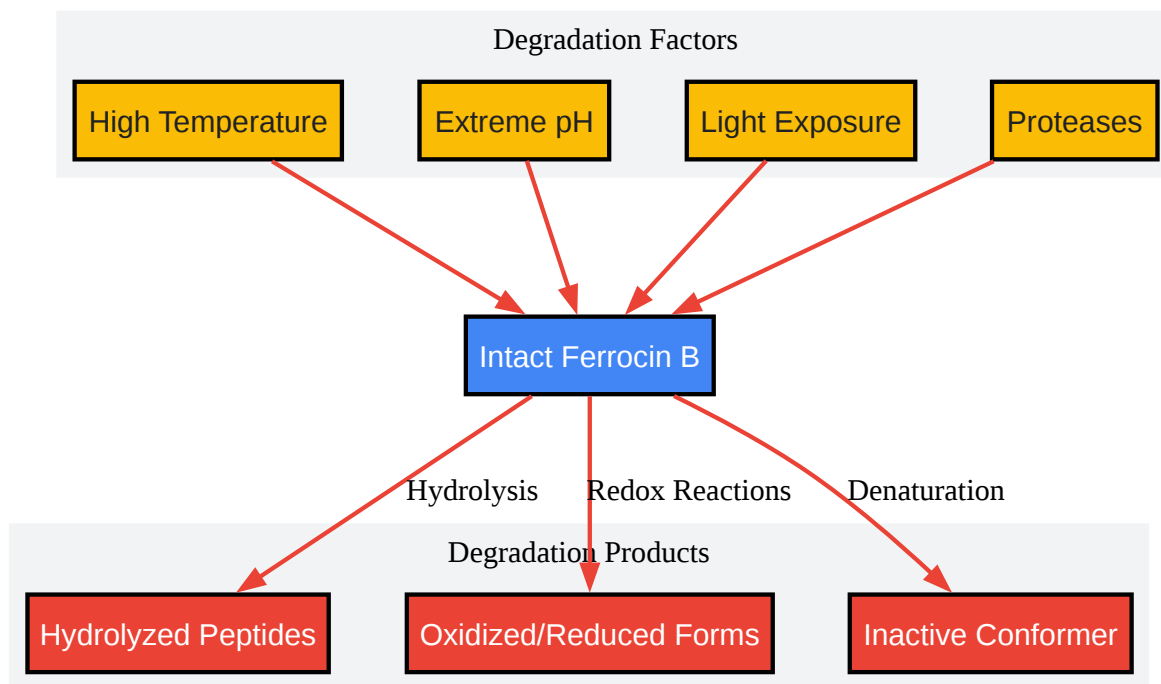 Degradation Factors
High Temperature
Extreme pH
Light Exposure
Proteases
Intact Ferrocin B
Hydrolysis
Redox Reactions
Denaturation
Degradation Products
Hydrolyzed Peptides
Oxidized/Reduced Forms
Inactive Conformer